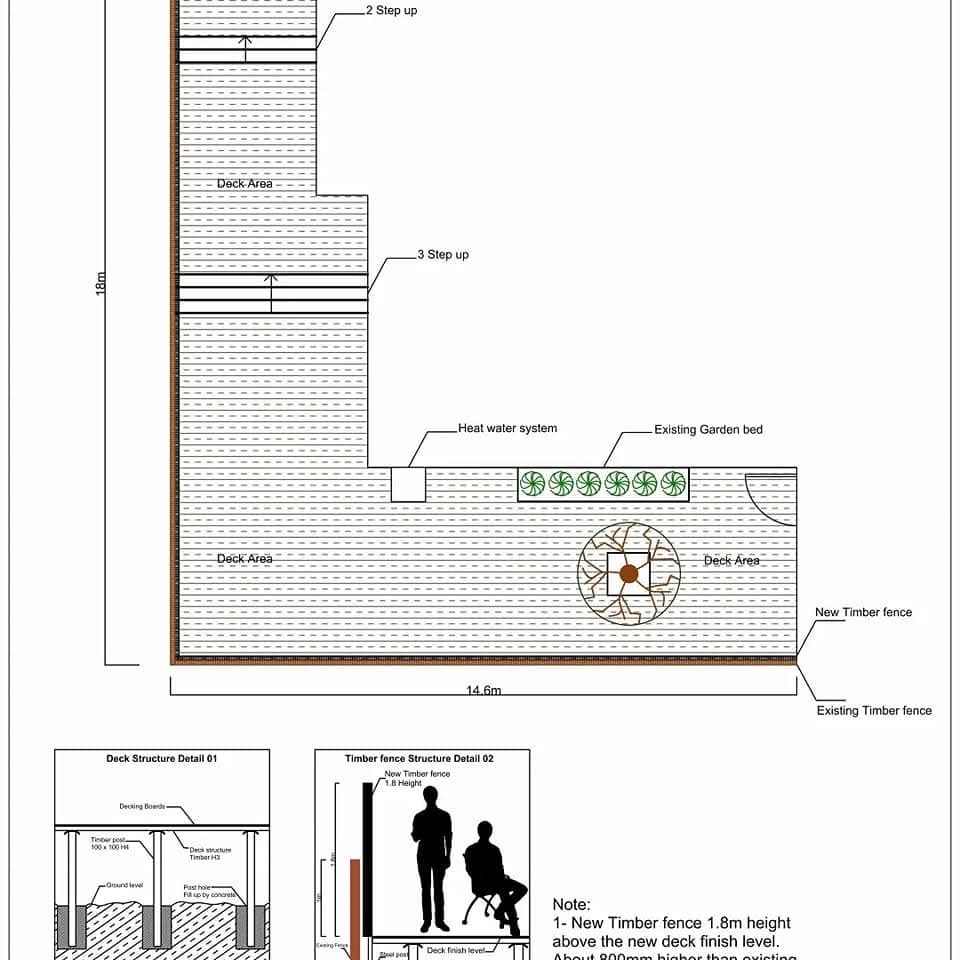 2 Step up
Deck Area
3 Step up
18m
Heat water system
Existing Garden bed
Deck Area
Deck Area
New Timber fence
14.6m
Existing Timber fence
Deck Structure Detail 01
Decking Boards
Timber post
100 x 100 H4
Deck structure
Timber H3
Ground level
Post hole
Fill up by concrete
Timber fence Structure Detail 02
New Timber fence
1.8 Height
1.8m
Existing Fence
Deck finish level
Steel post
Note:
1- New Timber fence 1.8m height
above the new deck finish level.
About 800mm higher than existing